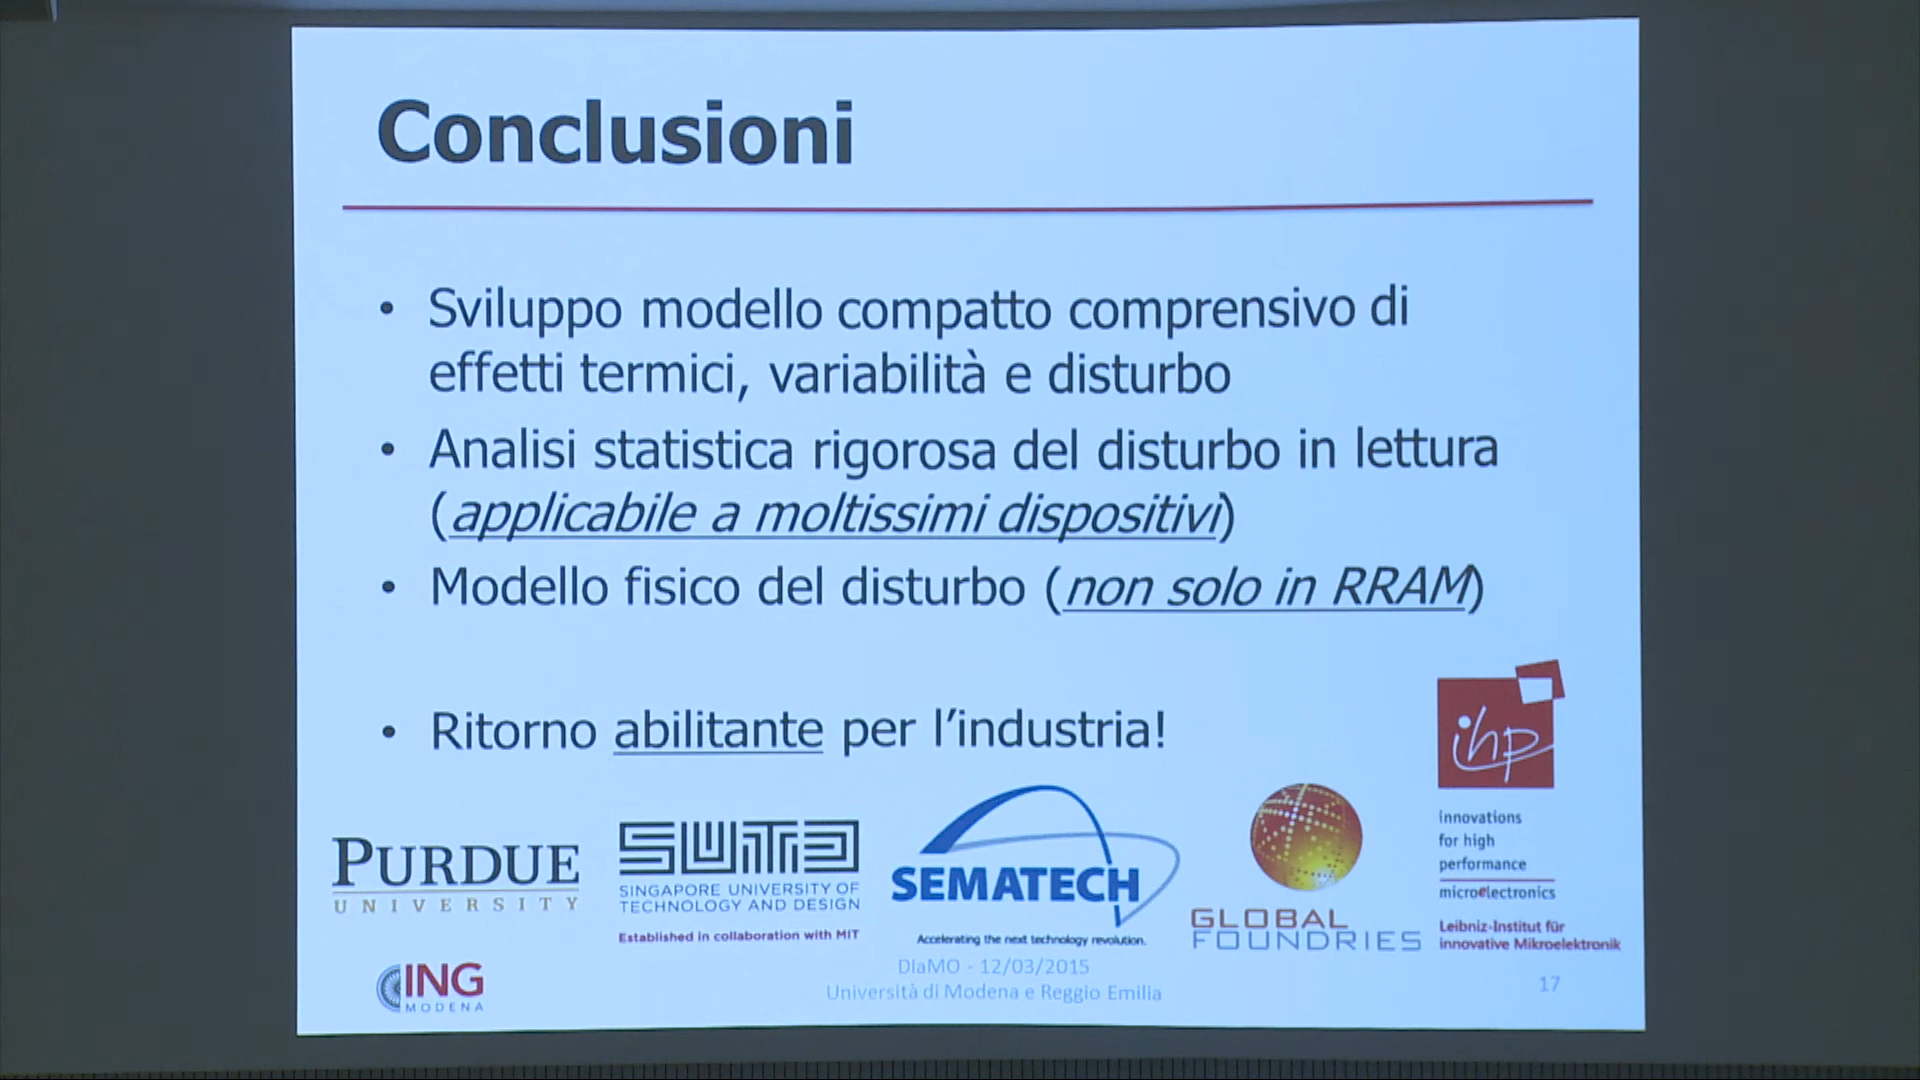 Conclusioni
• Sviluppo modello compatto comprensivo di
effetti termici, variabilità e disturbo
• Analisi statistica rigorosa del disturbo in lettura
(applicabile a moltissimi dispositivi)
• Modello fisico del disturbo (non solo in RRAM)
• Ritorno abilitante per l'industria!
ihp
innovations
for high
performance
microelectronics
Leibniz-Institut für
innovative Mikroelektronik
PURDUE
UNIVERSITY
SUTD
SINGAPORE UNIVERSITY OF
TECHNOLOGY AND DESIGN
Established in collaboration with MIT
SEMATECH
Accelerating the next technology revolution.
GLOBAL
FOUNDRIES
ING
MODENA
DIaMO - 12/03/2015
Università di Modena e Reggio Emilia
17